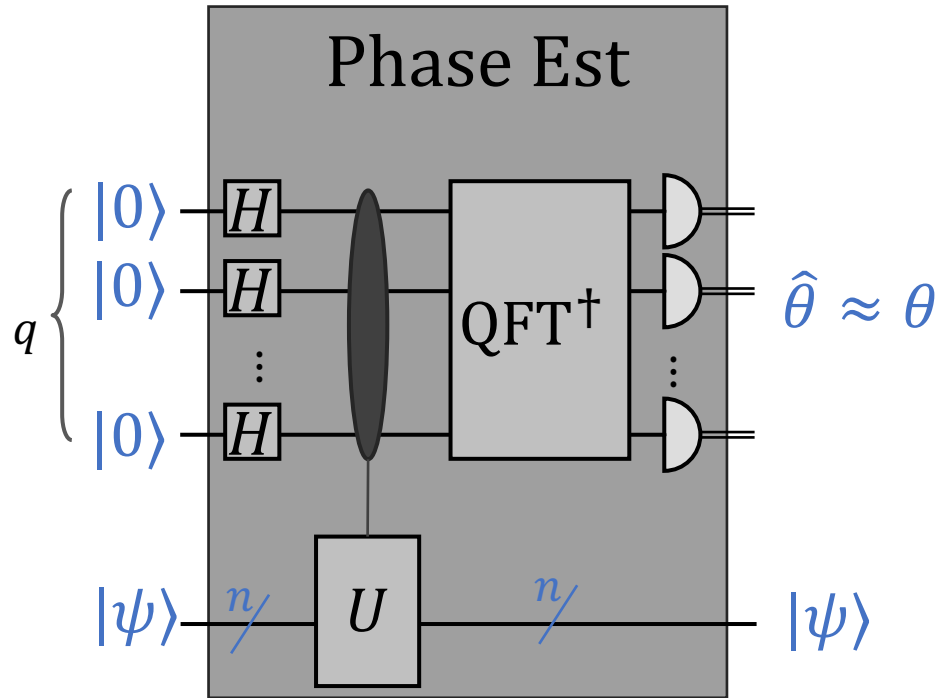 Phase Est
|0⟩ H
|0⟩ H
q
QFT†
θ̂ ≈ θ
⋮ ⋮
|0⟩ H
|ψ⟩ n U n |ψ⟩